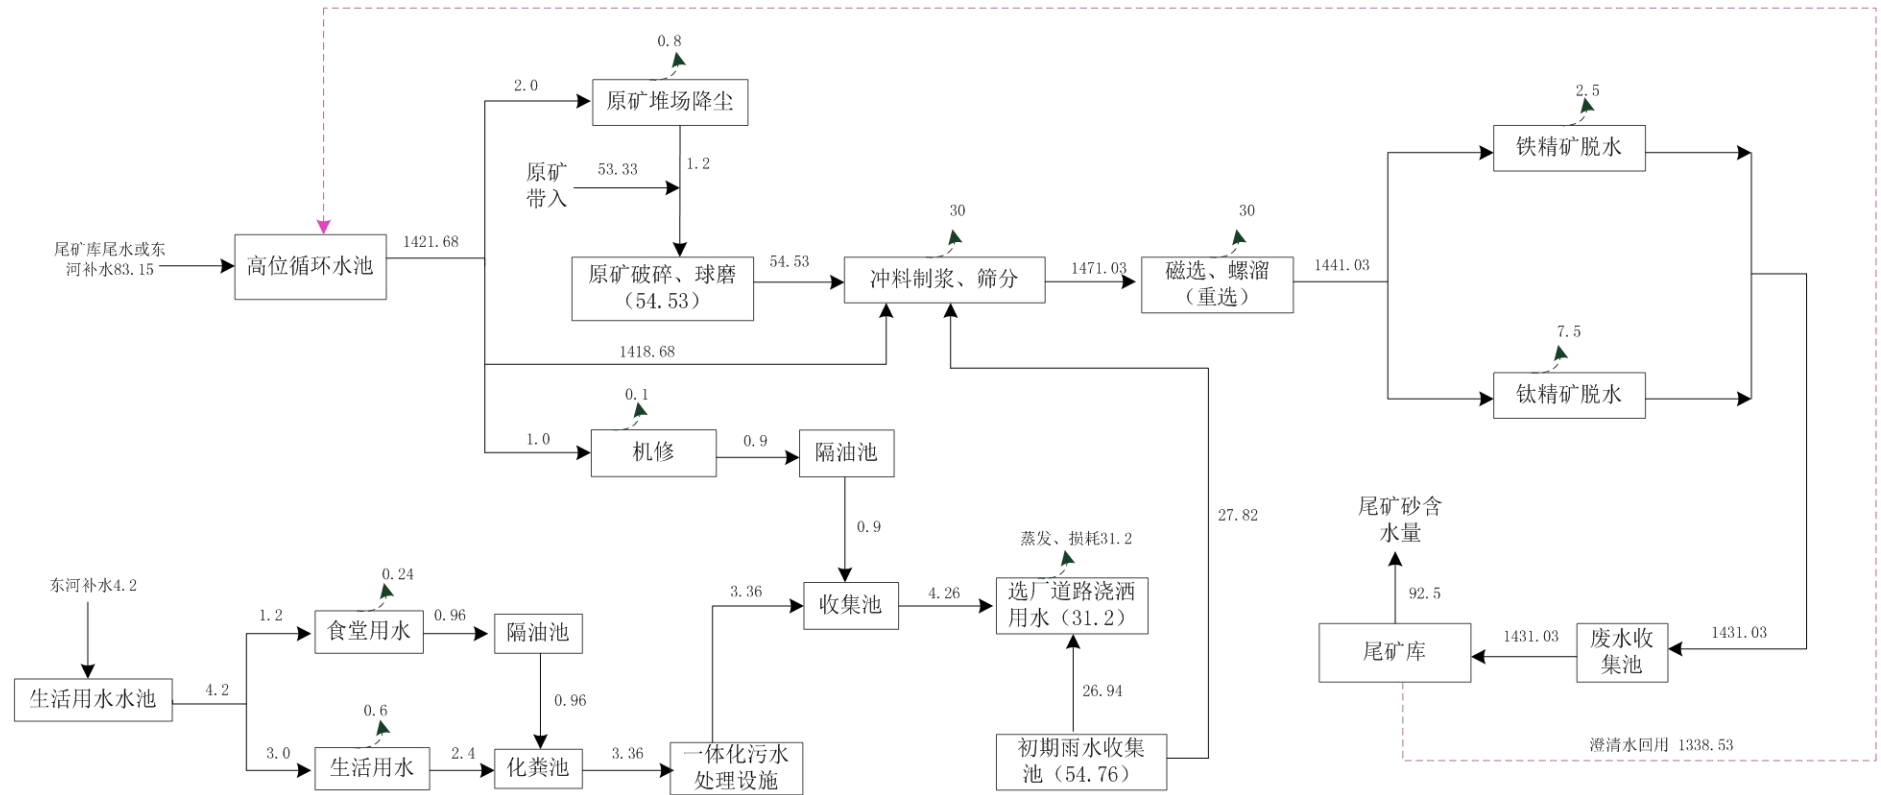 0.8
2.0
原矿堆场降尘
2.5
铁精矿脱水
原矿
带入
53.33
1.2
尾矿库尾水或东
河补水83.15
高位循环水池
1421.68
原矿破碎、球磨
（54.53）
54.53
30
冲料制浆、筛分
1471.03
30
磁选、螺溜
（重选）
1441.03
7.5
钛精矿脱水
1418.68
0.1
1.0
机修
0.9
隔油池
0.9
27.82
尾矿砂含
水量
92.5
蒸发、损耗31.2
选厂道路浇洒
用水（31.2）
东河补水4.2
0.24
1.2
食堂用水
0.96
隔油池
3.36
收集池
4.26
尾矿库
1431.03
废水收
集池
1431.03
生活用水水池
4.2
0.6
0.96
26.94
3.0
生活用水
2.4
化粪池
3.36
一体化污水
处理设施
初期雨水收集
池（54.76）
澄清水回用 1338.53